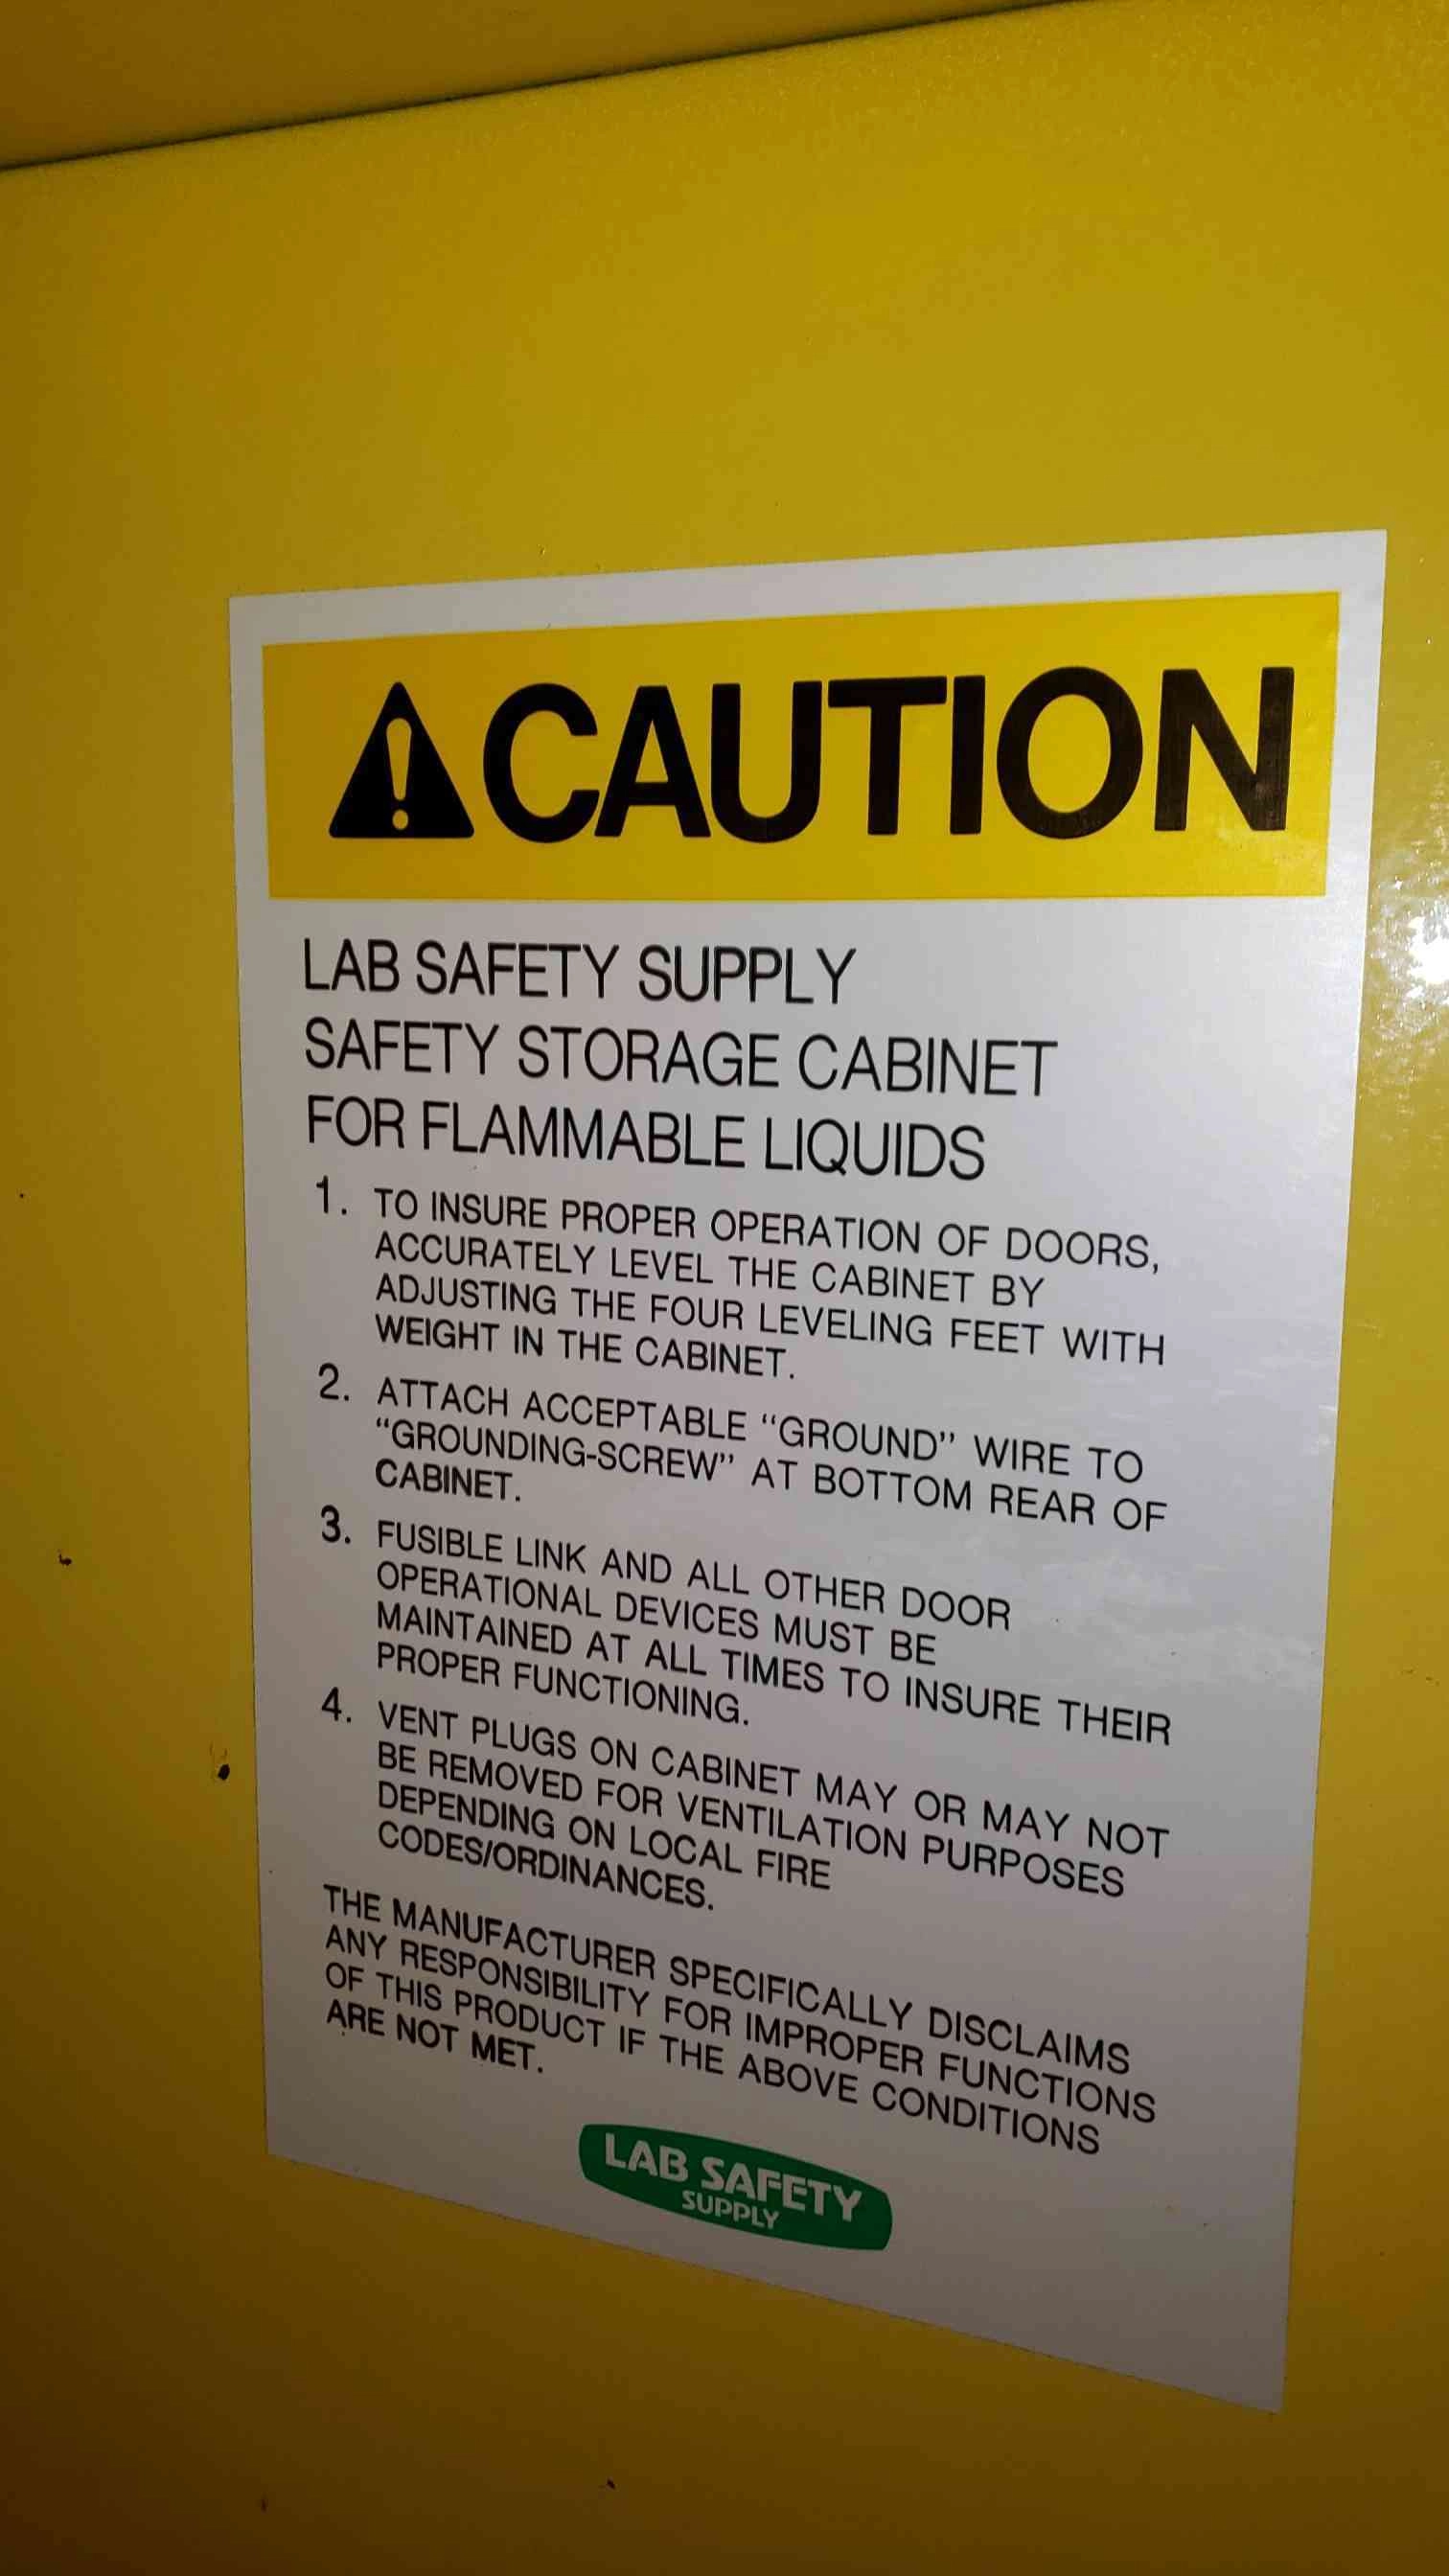 CAUTION
LAB SAFETY SUPPLY
SAFETY STORAGE CABINET
FOR FLAMMABLE LIQUIDS
1. TO INSURE PROPER OPERATION OF DOORS,
ACCURATELY LEVEL THE CABINET BY
ADJUSTING THE FOUR LEVELING FEET WITH
WEIGHT IN THE CABINET.
2. ATTACH ACCEPTABLE "GROUND" WIRE TO
"GROUNDING-SCREW" AT BOTTOM REAR OF
CABINET.
3. FUSIBLE LINK AND ALL OTHER DOOR
OPERATIONAL DEVICES MUST BE
MAINTAINED AT ALL TIMES TO INSURE THEIR
PROPER FUNCTIONING.
4. VENT PLUGS ON CABINET MAY OR MAY NOT
BE REMOVED FOR VENTILATION PURPOSES
DEPENDING ON LOCAL FIRE
CODES/ORDINANCES.
THE MANUFACTURER SPECIFICALLY DISCLAIMS
ANY RESPONSIBILITY FOR IMPROPER FUNCTIONS
OF THIS PRODUCT IF THE ABOVE CONDITIONS
ARE NOT MET.
LAB SAFETY
SUPPLY